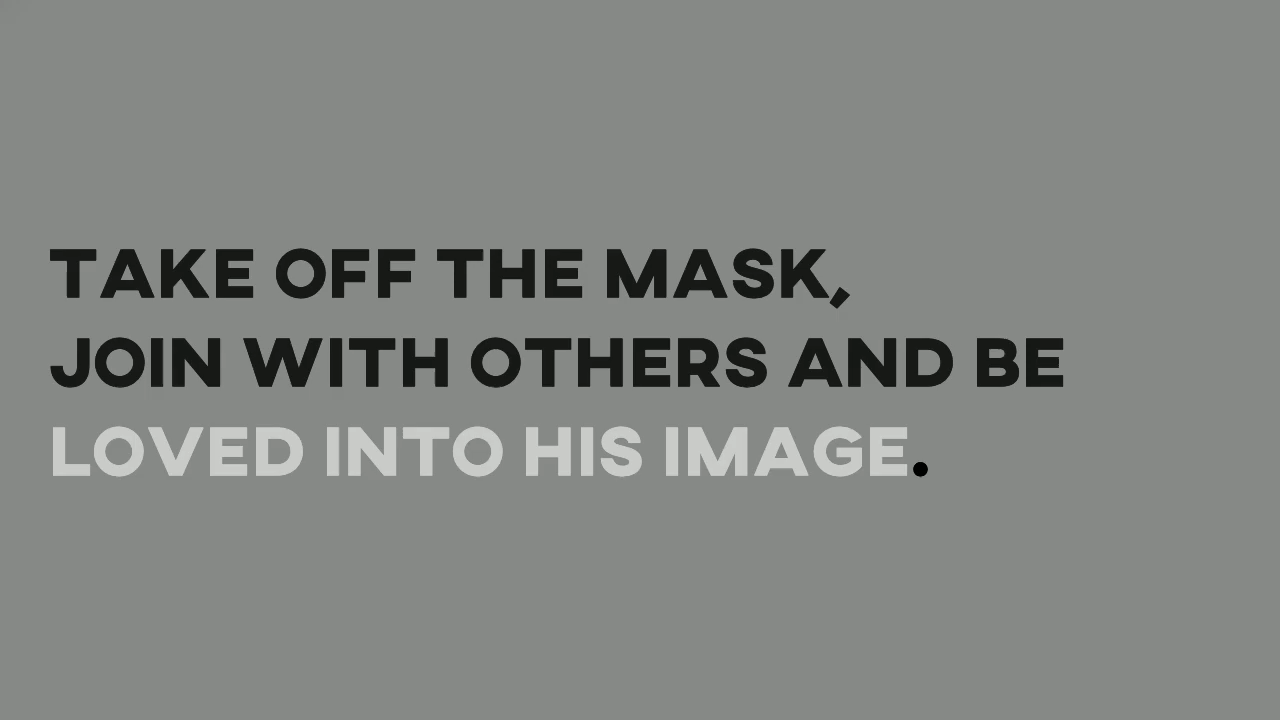 TAKE OFF THE MASK,
JOIN WITH OTHERS AND BE
LOVED INTO HIS IMAGE.